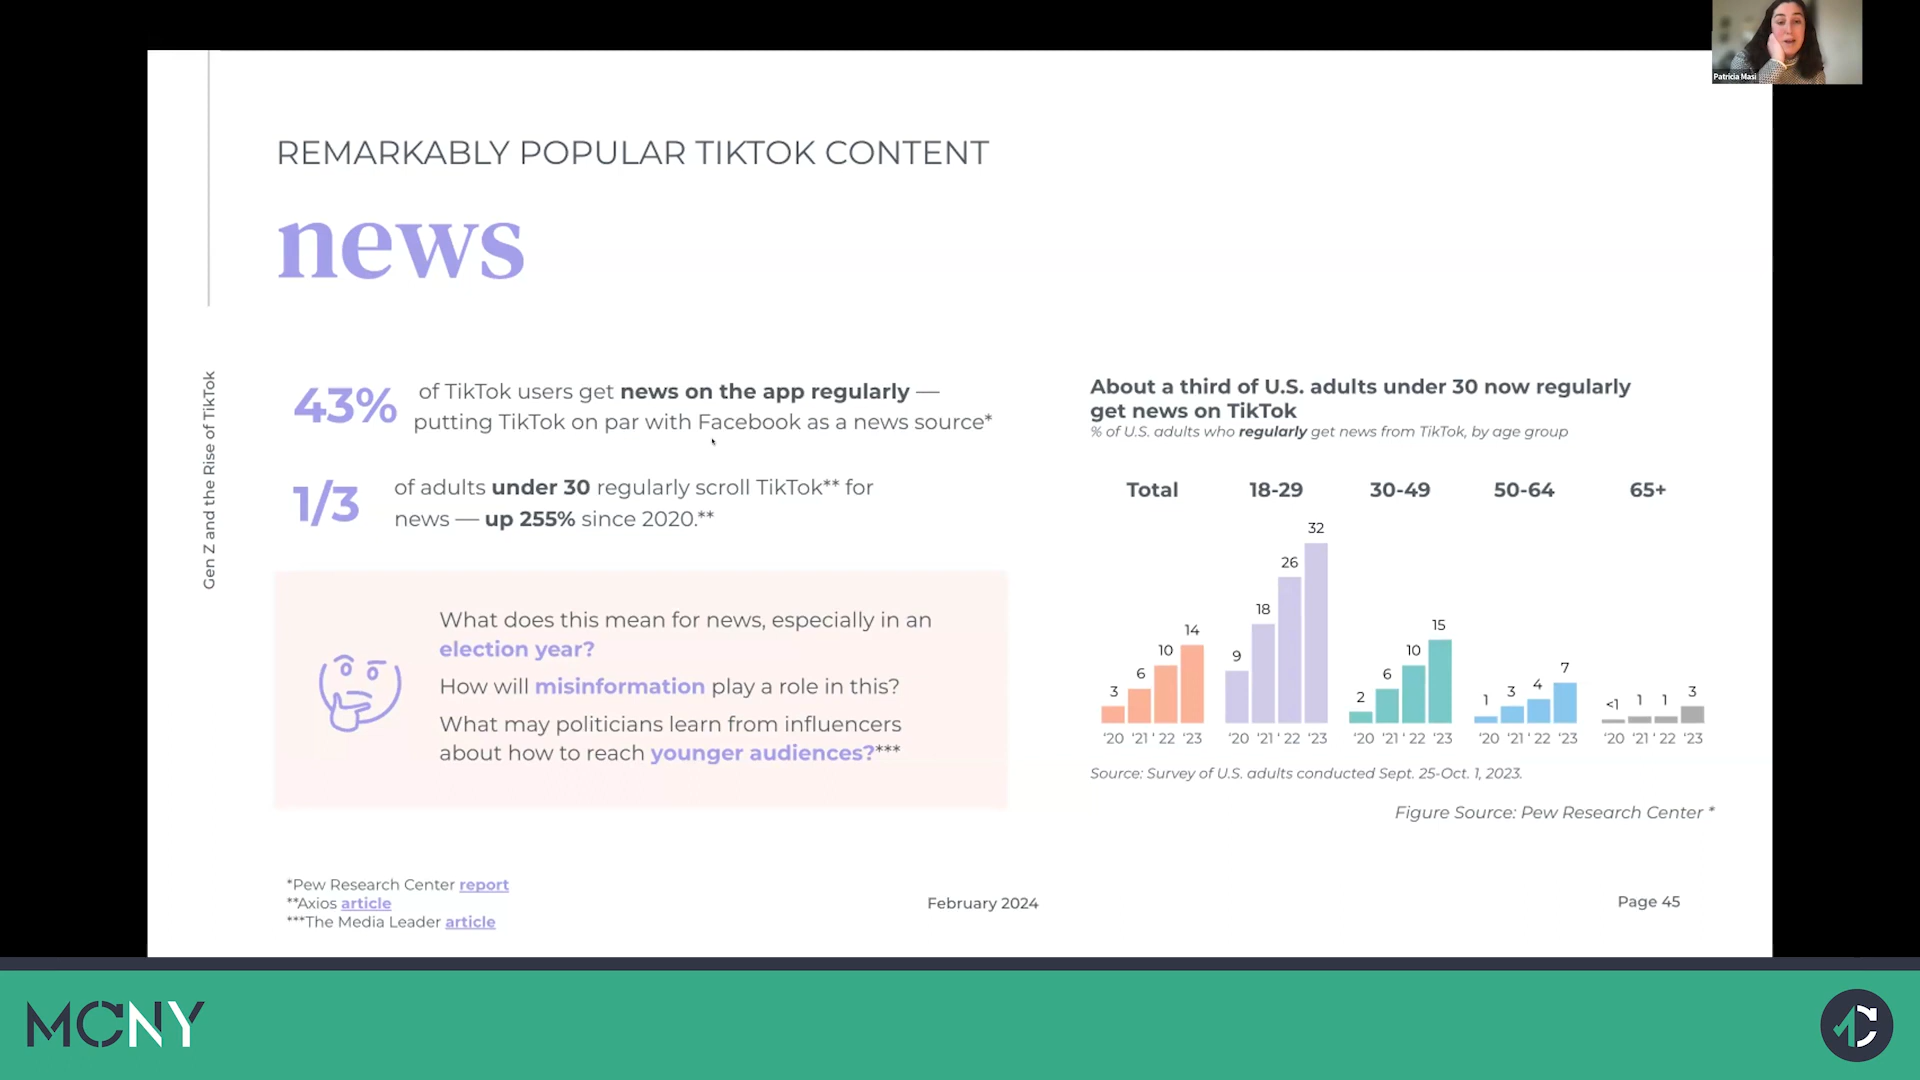 Patricia Masi
REMARKABLY POPULAR TIKTOK CONTENT
news
Gen Z and the Rise of TikTok
43% of TikTok users get news on the app regularly —
putting TikTok on par with Facebook as a news source*
1/3 of adults under 30 regularly scroll TikTok** for
news — up 255% since 2020.**
What does this mean for news, especially in an
election year?
How will misinformation play a role in this?
What may politicians learn from influencers
about how to reach younger audiences?***
About a third of U.S. adults under 30 now regularly
get news on TikTok
% of U.S. adults who regularly get news from TikTok, by age group
Total 18-29 30-49 50-64 65+
3 6 10 14 9 18 26 32 2 6 10 15 1 3 4 7 <1 1 1 3
'20 '21 '22 '23 '20 '21 '22 '23 '20 '21 '22 '23 '20 '21 '22 '23 '20 '21 '22 '23
Source: Survey of U.S. adults conducted Sept. 25-Oct. 1, 2023.
Figure Source: Pew Research Center *
*Pew Research Center report
**Axios article
***The Media Leader article
February 2024
Page 45
MCNY